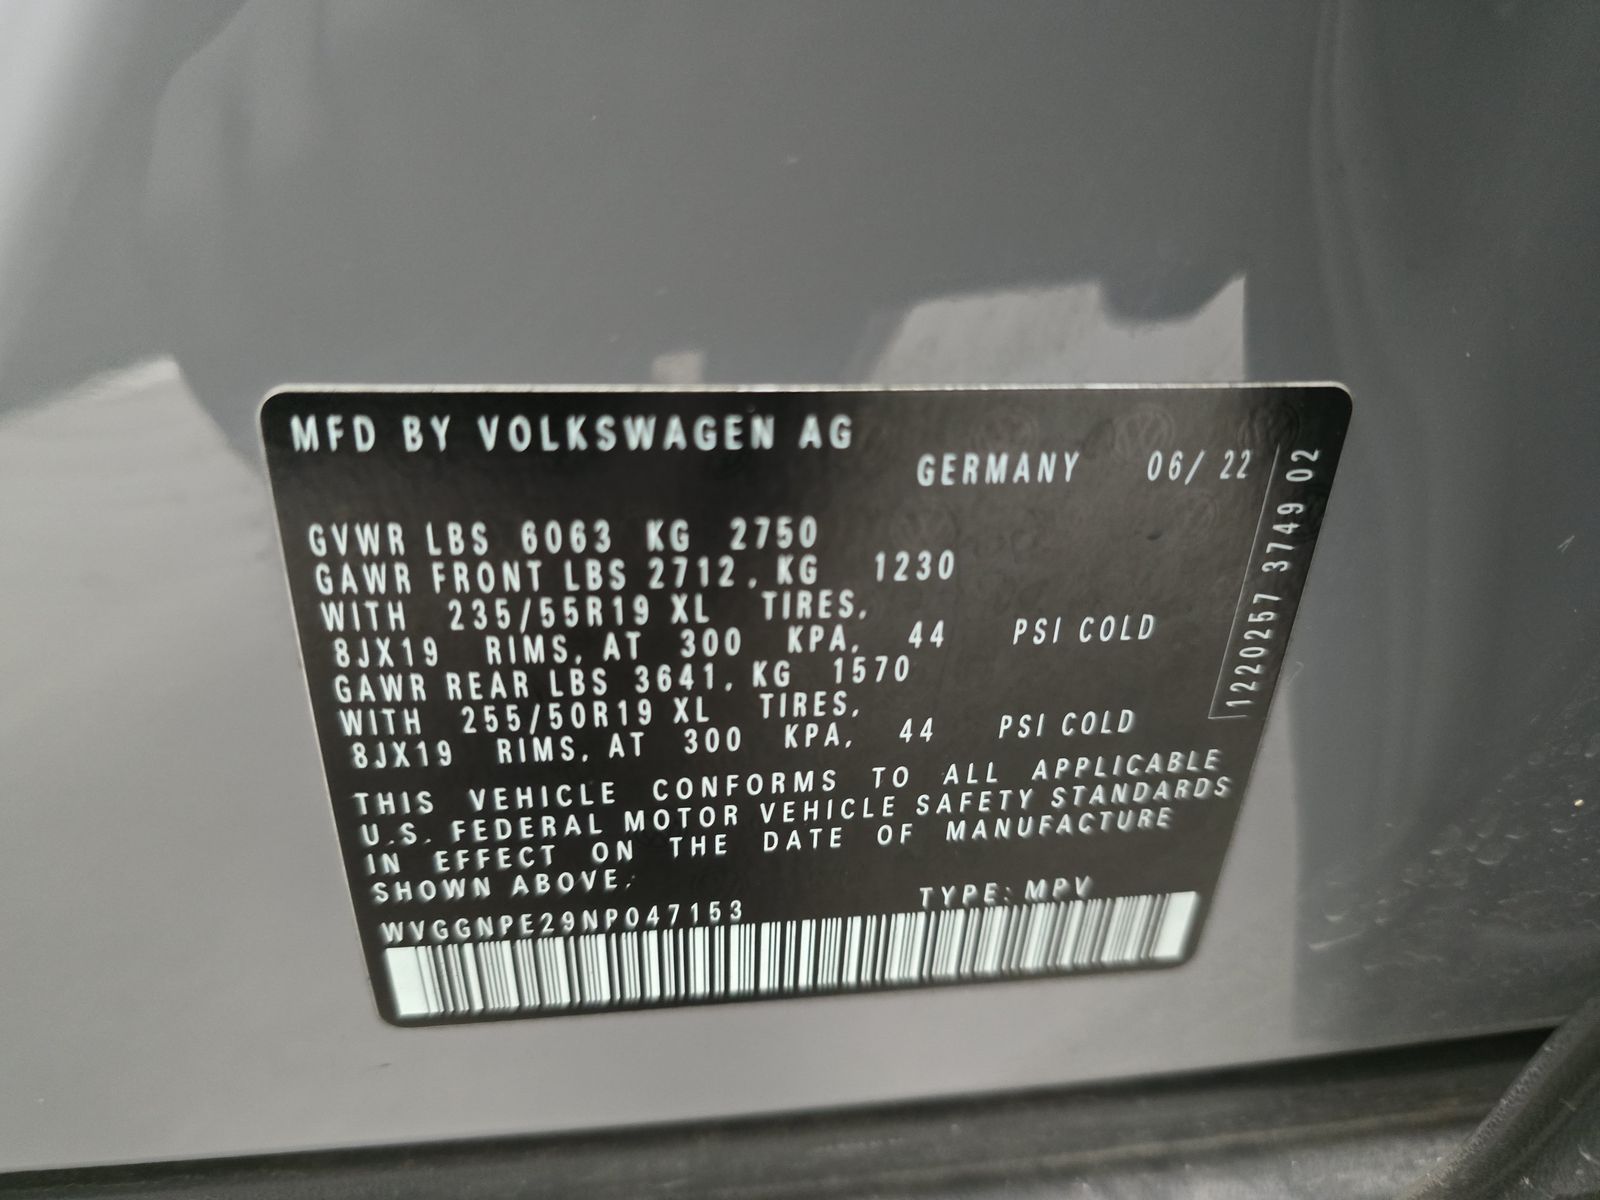 MFD BY VOLKSWAGEN AG
GERMANY 06/ 22
GVWR LBS 6063 KG 2750
GAWR FRONT LBS 2712, KG 1230
WITH 235/55R19 XL TIRES,
8JX19 RIMS, AT 300 KPA, 44 PSI COLD
GAWR REAR LBS 3641, KG 1570
WITH 255/50R19 XL TIRES,
8JX19 RIMS, AT 300 KPA, 44 PSI COLD
THIS VEHICLE CONFORMS TO ALL APPLICABLE
U.S. FEDERAL MOTOR VEHICLE SAFETY STANDARDS
IN EFFECT ON THE DATE OF MANUFACTURE
SHOWN ABOVE.
WVGGNPE29NP047153 TYPE: MPV
1220257 3749 02